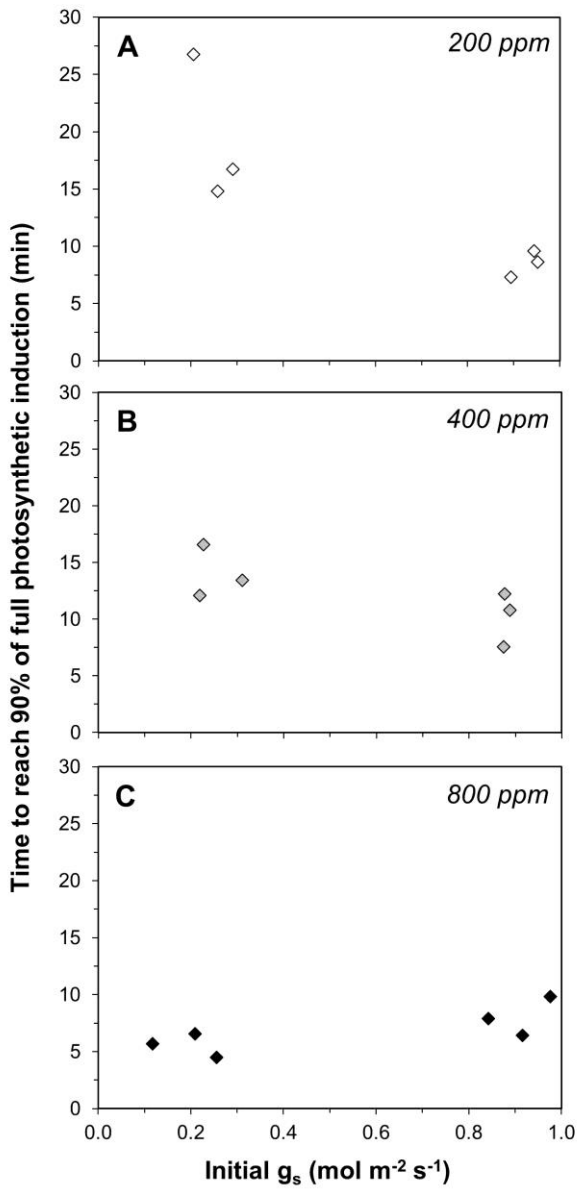 Time to reach 90% of full photosynthetic induction (min)
A
200 ppm
30
25
20
15
10
5
0
B
400 ppm
30
25
20
15
10
5
0
C
800 ppm
30
25
20
15
10
5
0
0.0 0.2 0.4 0.6 0.8 1.0
Initial gₛ (mol m⁻² s⁻¹)